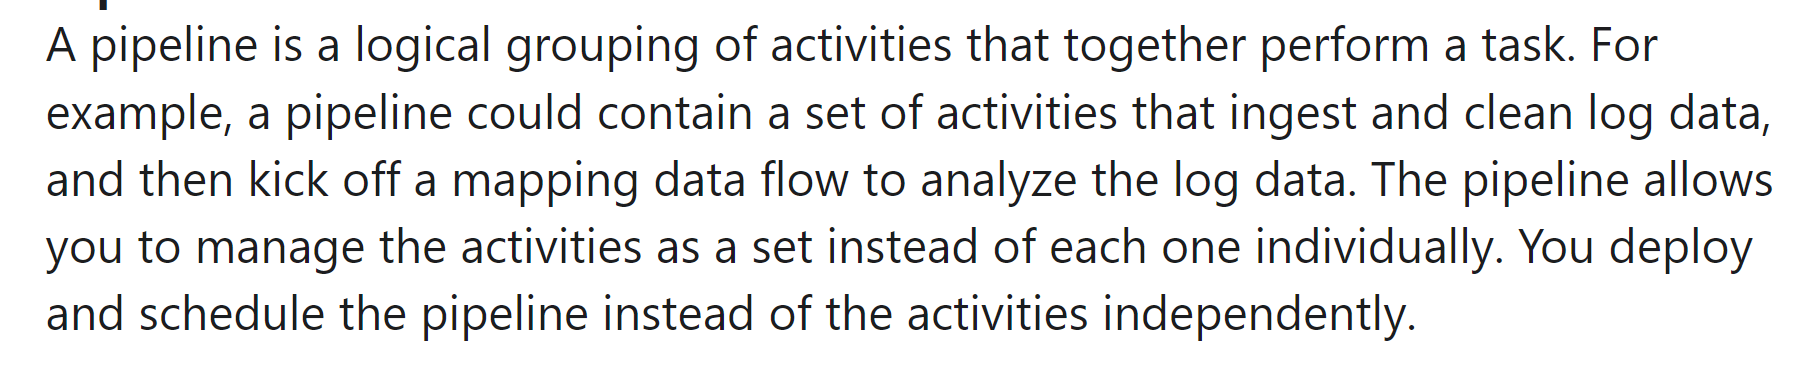 A pipeline is a logical grouping of activities that together perform a task. For
example, a pipeline could contain a set of activities that ingest and clean log data,
and then kick off a mapping data flow to analyze the log data. The pipeline allows
you to manage the activities as a set instead of each one individually. You deploy
and schedule the pipeline instead of the activities independently.